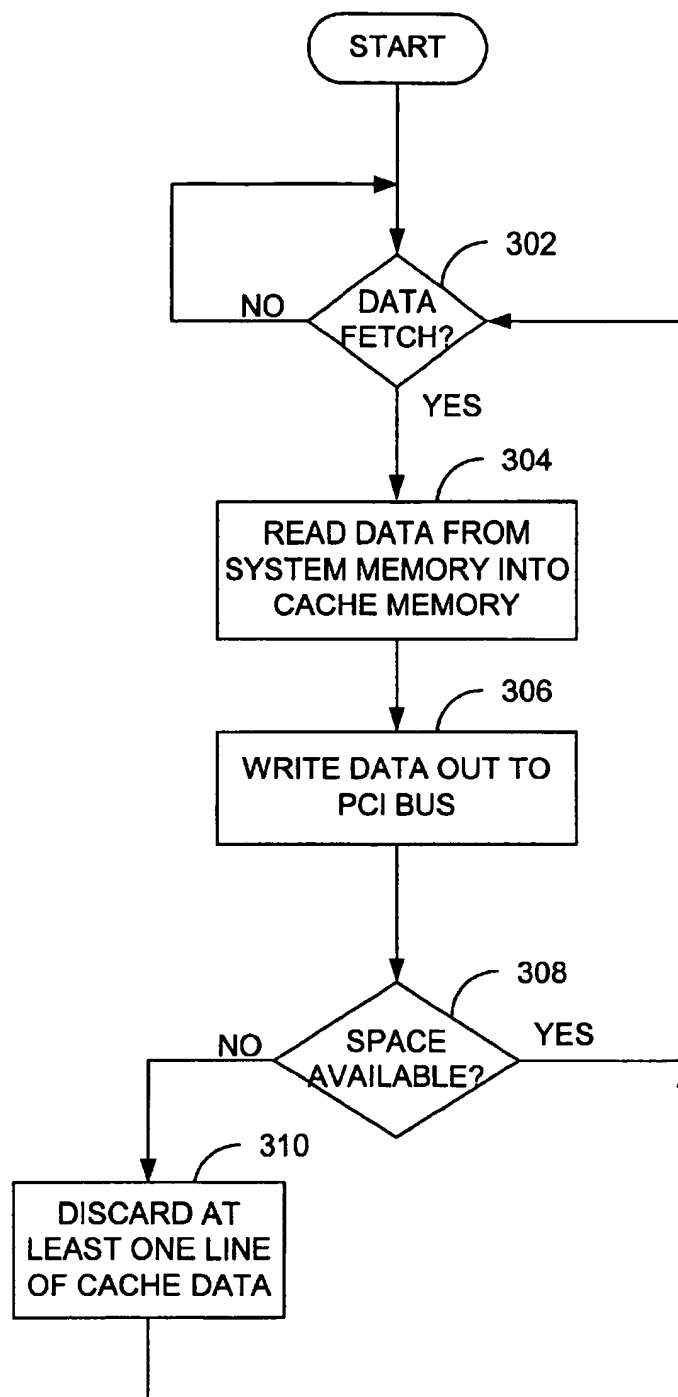 START
302
DATA
FETCH?
NO
YES
304
READ DATA FROM
SYSTEM MEMORY INTO
CACHE MEMORY
306
WRITE DATA OUT TO
PCI BUS
308
SPACE
AVAILABLE?
NO
YES
310
DISCARD AT
LEAST ONE LINE
OF CACHE DATA